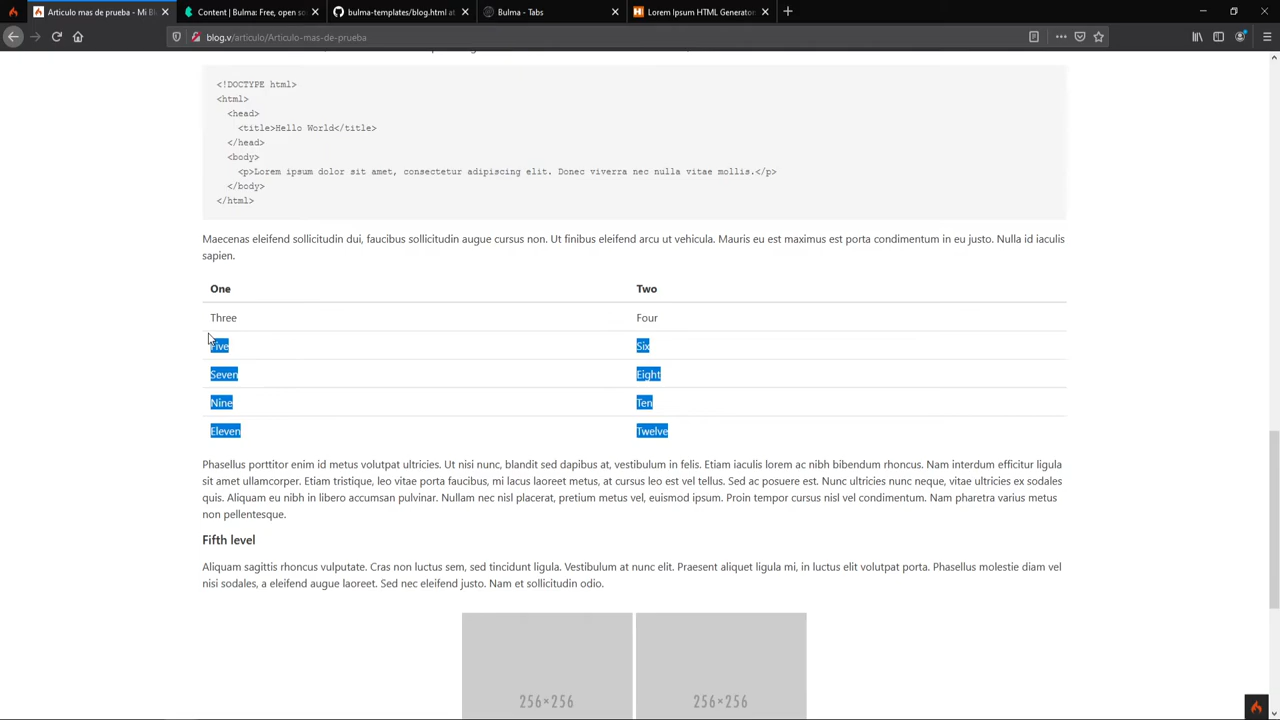 Articulo mas de prueba - Mi Bl
Content | Bulma: Free, open so
bulma-templates/blog.html at
Bulma - Tabs
Lorem Ipsum HTML Generator
blog.v/articulo/Articulo-mas-de-prueba
<!DOCTYPE html>
<html>
<head>
<title>Hello World</title>
</head>
<body>
<p>Lorem ipsum dolor sit amet, consectetur adipiscing elit. Donec viverra nec nulla vitae mollis.</p>
</body>
</html>
Maecenas eleifend sollicitudin dui, faucibus sollicitudin augue cursus non. Ut finibus eleifend arcu ut vehicula. Mauris eu est maximus est porta condimentum in eu justo. Nulla id iaculis
sapien.
One Two
Three Four
Five Six
Seven Eight
Nine Ten
Eleven Twelve
Phasellus porttitor enim id metus volutpat ultricies. Ut nisi nunc, blandit sed dapibus at, vestibulum in felis. Etiam iaculis lorem ac nibh bibendum rhoncus. Nam interdum efficitur ligula
sit amet ullamcorper. Etiam tristique, leo vitae porta faucibus, mi lacus laoreet metus, at cursus leo est vel tellus. Sed ac posuere est. Nunc ultricies nunc neque, vitae ultricies ex sodales
quis. Aliquam eu nibh in libero accumsan pulvinar. Nullam nec nisl placerat, pretium metus vel, euismod ipsum. Proin tempor cursus nisl vel condimentum. Nam pharetra varius metus
non pellentesque.
Fifth level
Aliquam sagittis rhoncus vulputate. Cras non luctus sem, sed tincidunt ligula. Vestibulum at nunc elit. Praesent aliquet ligula mi, in luctus elit volutpat porta. Phasellus molestie diam vel
nisi sodales, a eleifend augue laoreet. Sed nec eleifend justo. Nam et sollicitudin odio.
256×256 256×256